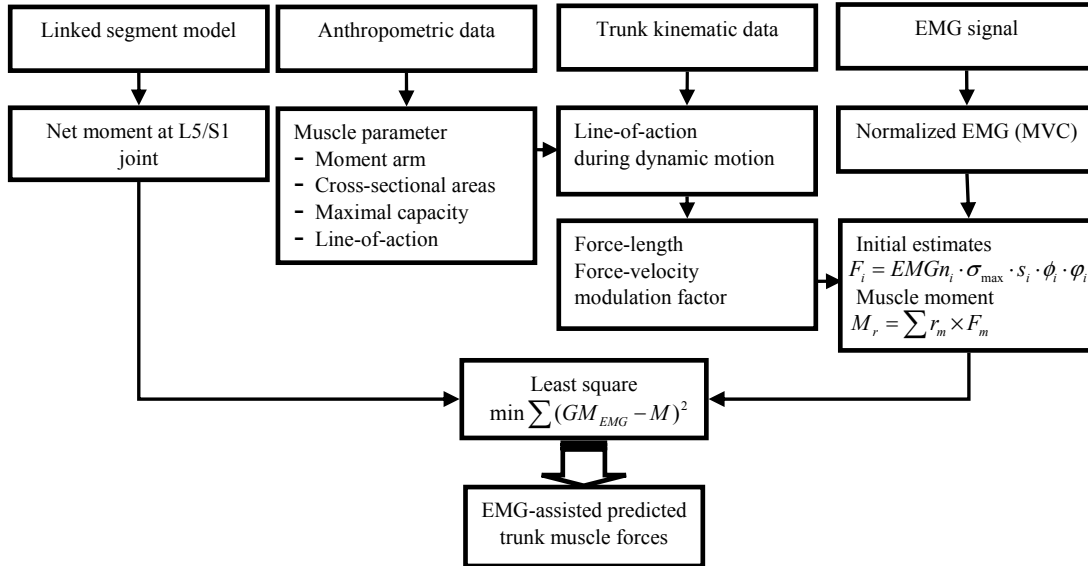 Linked segment model
Anthropometric data
Trunk kinematic data
EMG signal
Net moment at L5/S1
joint
Muscle parameter
- Moment arm
- Cross-sectional areas
- Maximal capacity
- Line-of-action
Line-of-action
during dynamic motion
Normalized EMG (MVC)
Force-length
Force-velocity
modulation factor
Initial estimates
F_i = EMGn_i · σ_max · s_i · ϕ_i · φ_i
Muscle moment
M_r = ∑ r_m × F_m
Least square
min ∑ (GM_EMG − M)²
EMG-assisted predicted
trunk muscle forces